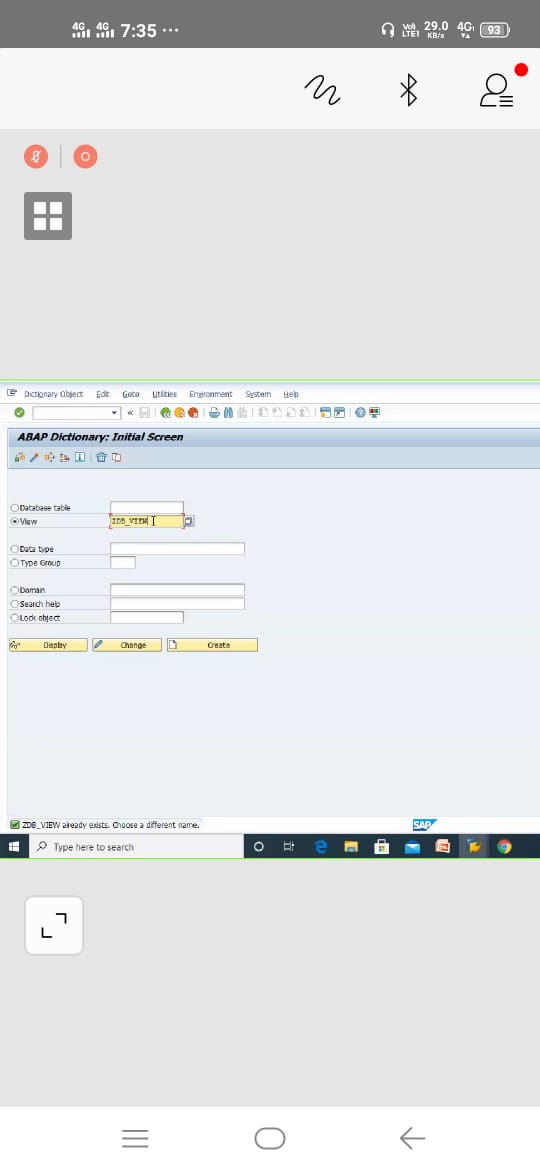 4G 4G 7:35 ··· Vo) LTE1 29.0 KB/s 4G 93
Dictionary Object Edit Goto Utilities Environment System Help
ABAP Dictionary: Initial Screen
Database table
View ZDB_VIEW
Data type
Type Group
Domain
Search help
Lock object
Display Change Create
ZDB_VIEW already exists. Choose a different name. SAP
Type here to search